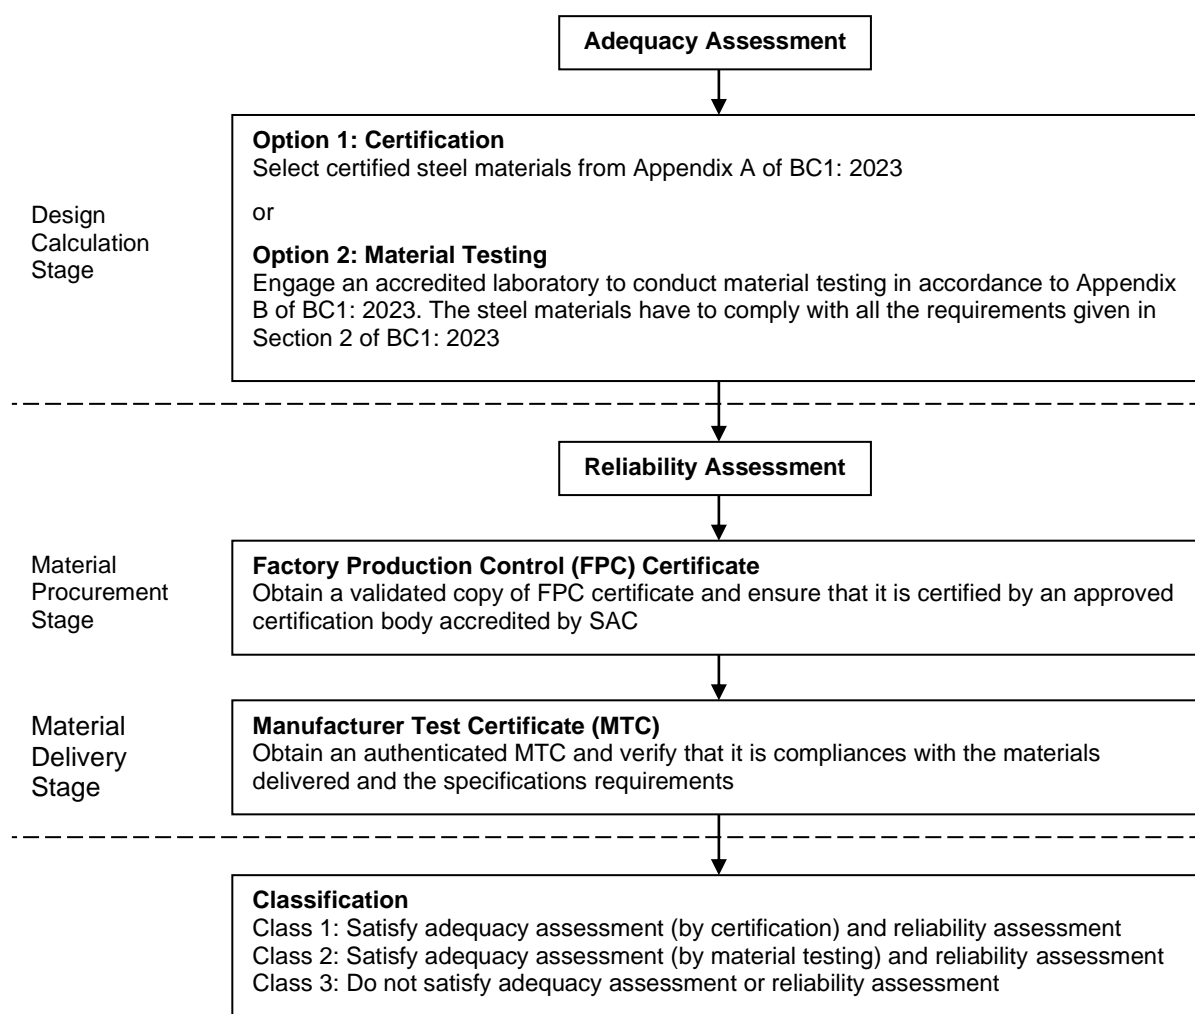 Adequacy Assessment
Design
Calculation
Stage
Option 1: Certification
Select certified steel materials from Appendix A of BC1: 2023
or
Option 2: Material Testing
Engage an accredited laboratory to conduct material testing in accordance to Appendix
B of BC1: 2023. The steel materials have to comply with all the requirements given in
Section 2 of BC1: 2023
Reliability Assessment
Material
Procurement
Stage
Factory Production Control (FPC) Certificate
Obtain a validated copy of FPC certificate and ensure that it is certified by an approved
certification body accredited by SAC
Material
Delivery
Stage
Manufacturer Test Certificate (MTC)
Obtain an authenticated MTC and verify that it is compliances with the materials
delivered and the specifications requirements
Classification
Class 1: Satisfy adequacy assessment (by certification) and reliability assessment
Class 2: Satisfy adequacy assessment (by material testing) and reliability assessment
Class 3: Do not satisfy adequacy assessment or reliability assessment